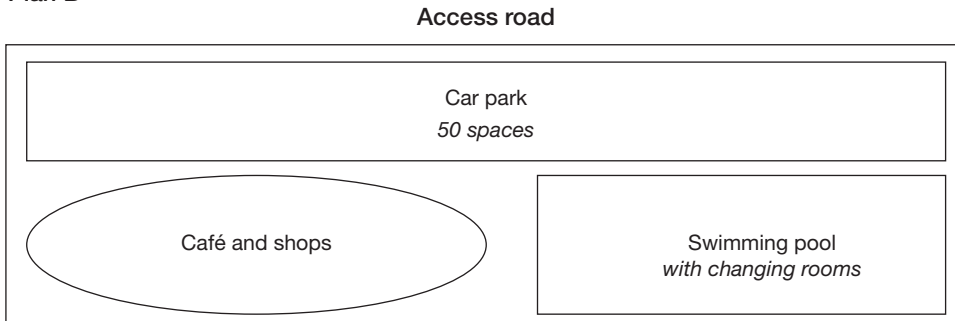 Access road
Car park
50 spaces
Café and shops
Swimming pool
with changing rooms